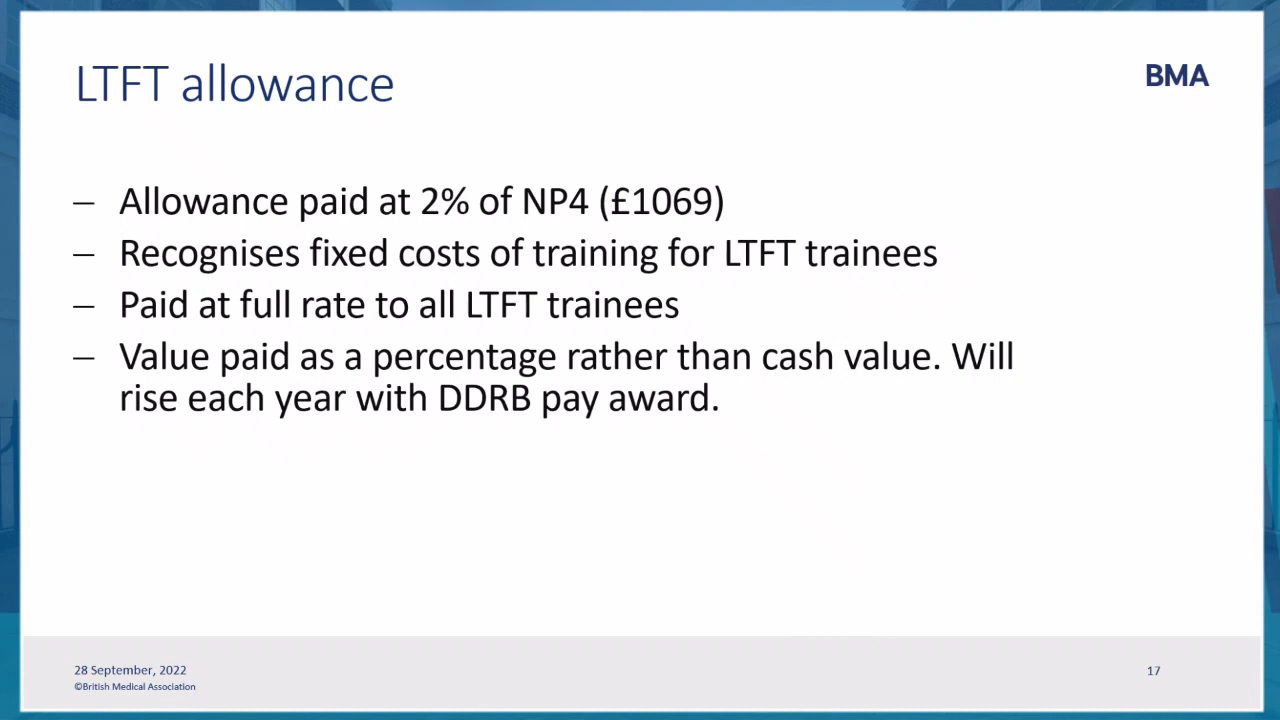 LTFT allowance
BMA
– Allowance paid at 2% of NP4 (£1069)
– Recognises fixed costs of training for LTFT trainees
– Paid at full rate to all LTFT trainees
– Value paid as a percentage rather than cash value. Will
rise each year with DDRB pay award.
28 September, 2022
17
©British Medical Association